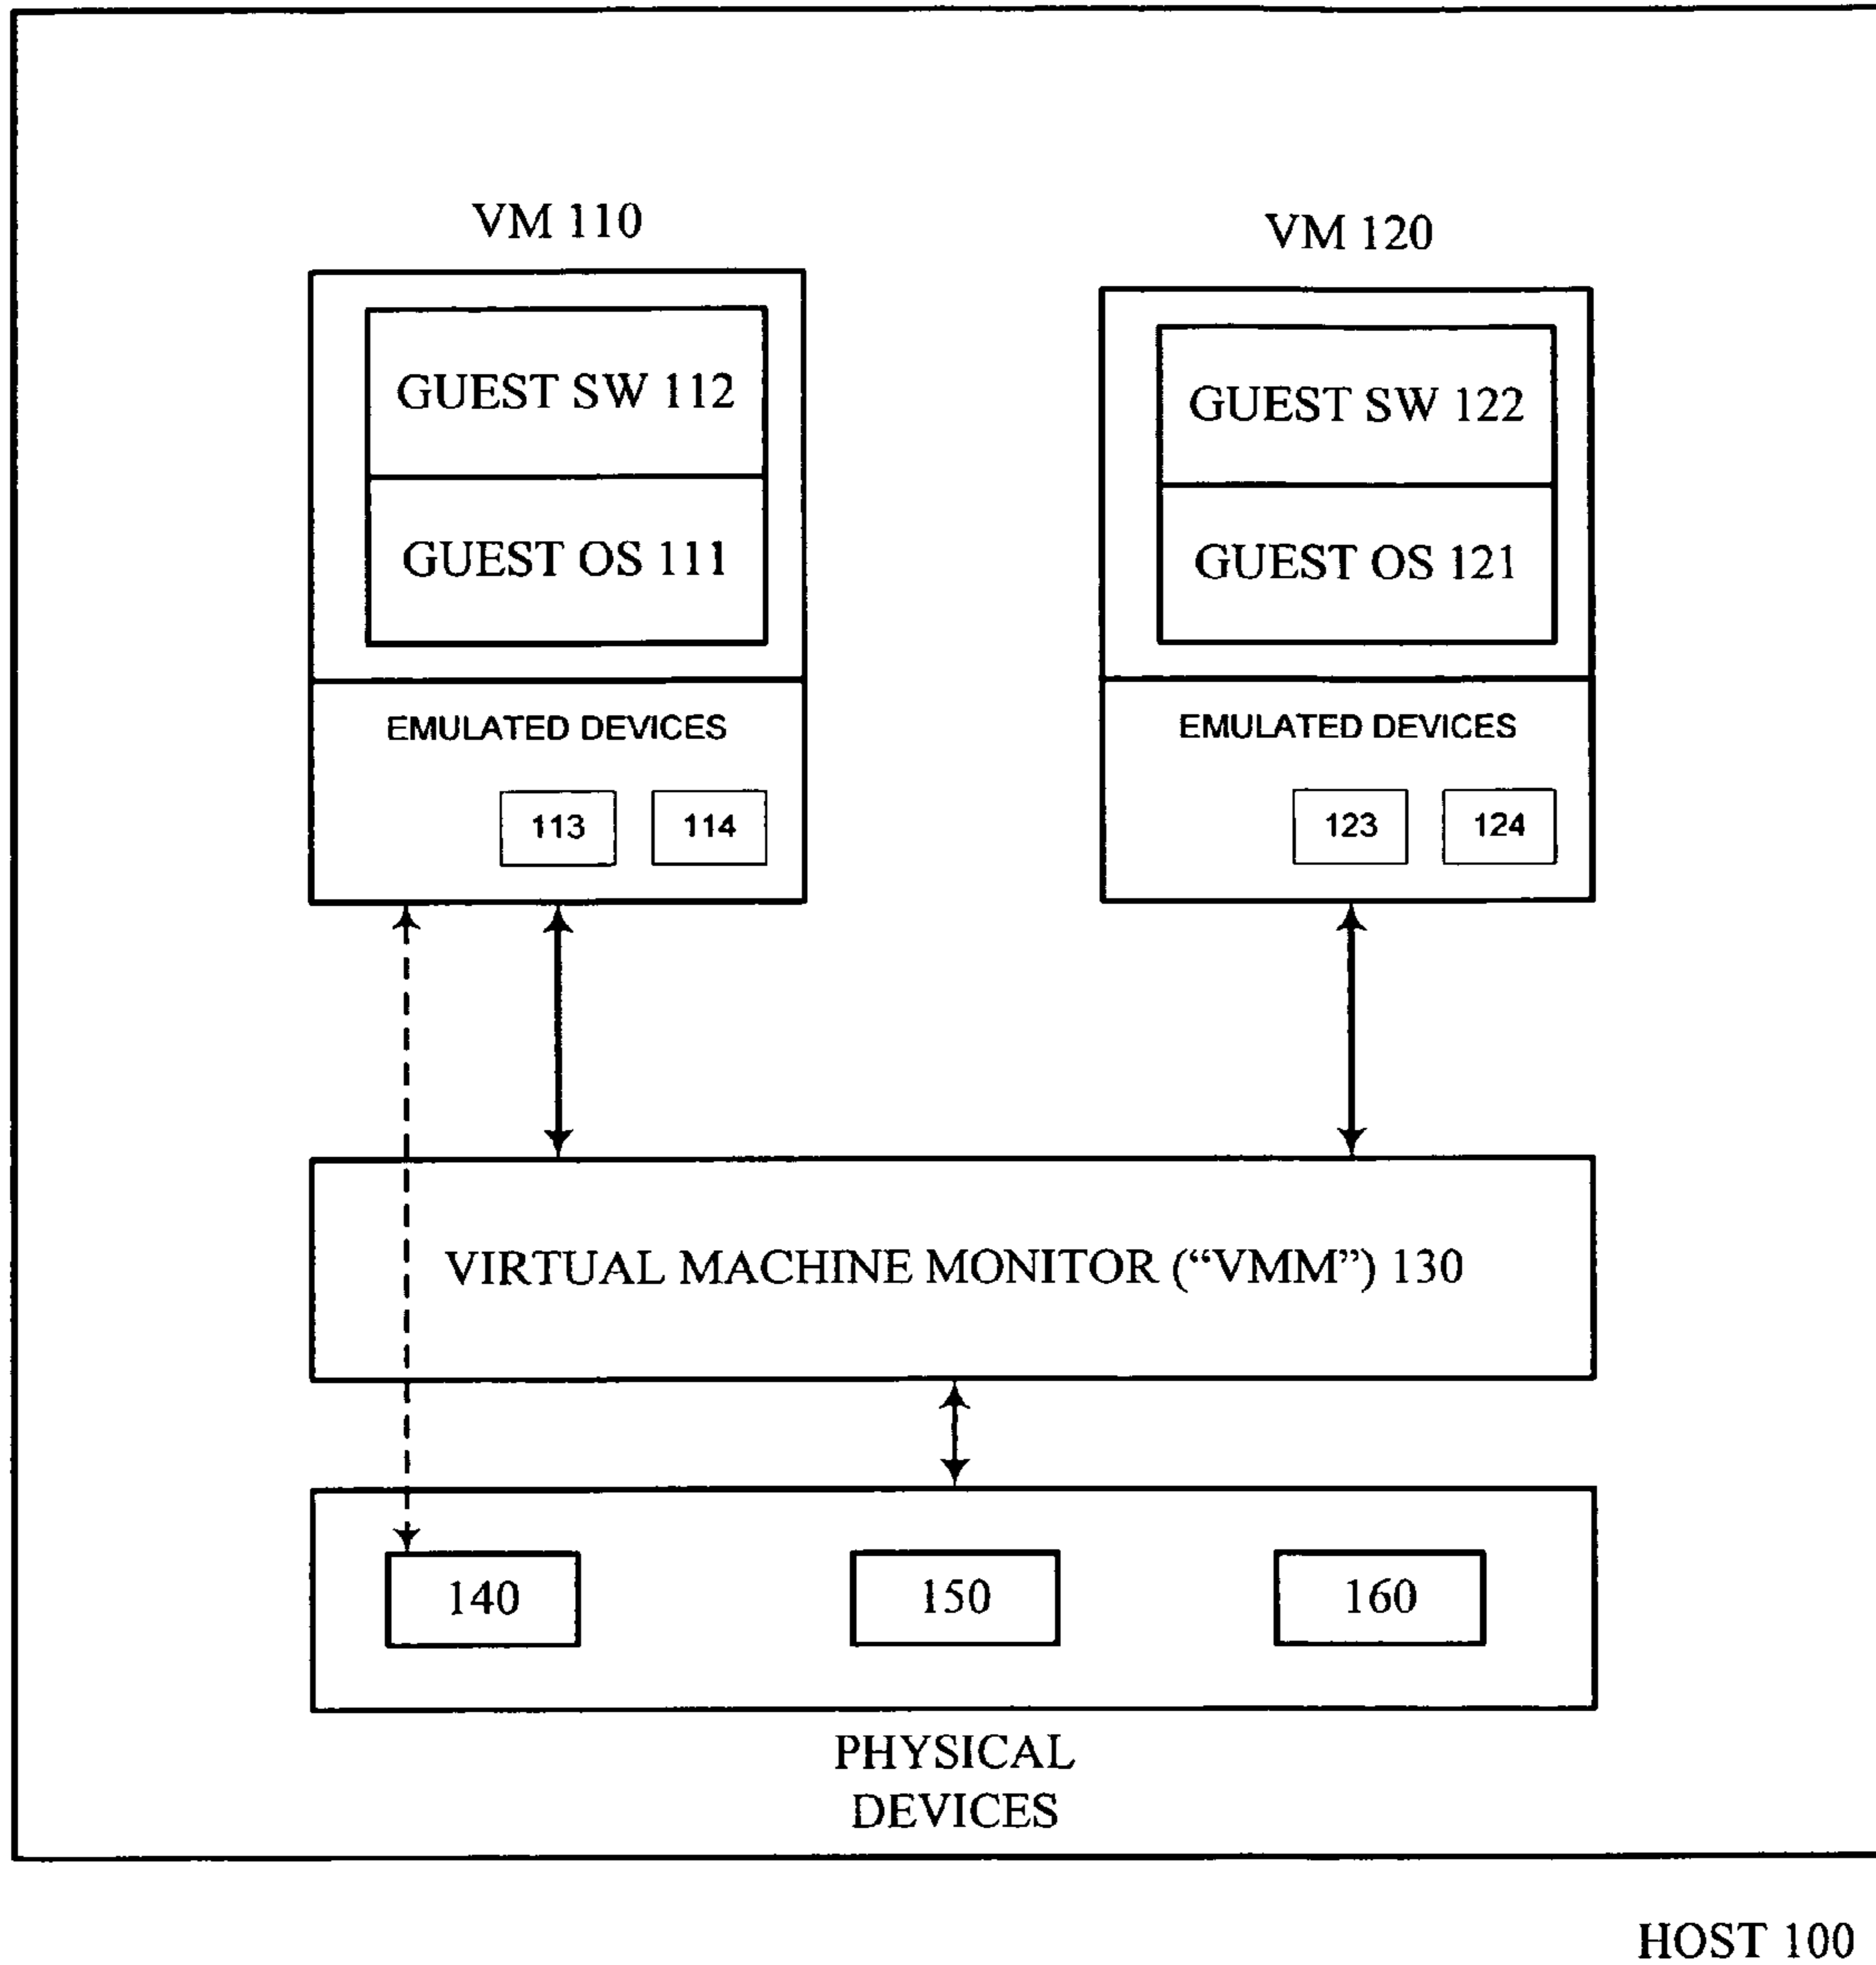 VM 110
VM 120
GUEST SW 112
GUEST SW 122
GUEST OS 111
GUEST OS 121
EMULATED DEVICES
EMULATED DEVICES
113
114
123
124
VIRTUAL MACHINE MONITOR (“VMM”) 130
140
150
160
PHYSICAL
DEVICES
HOST 100